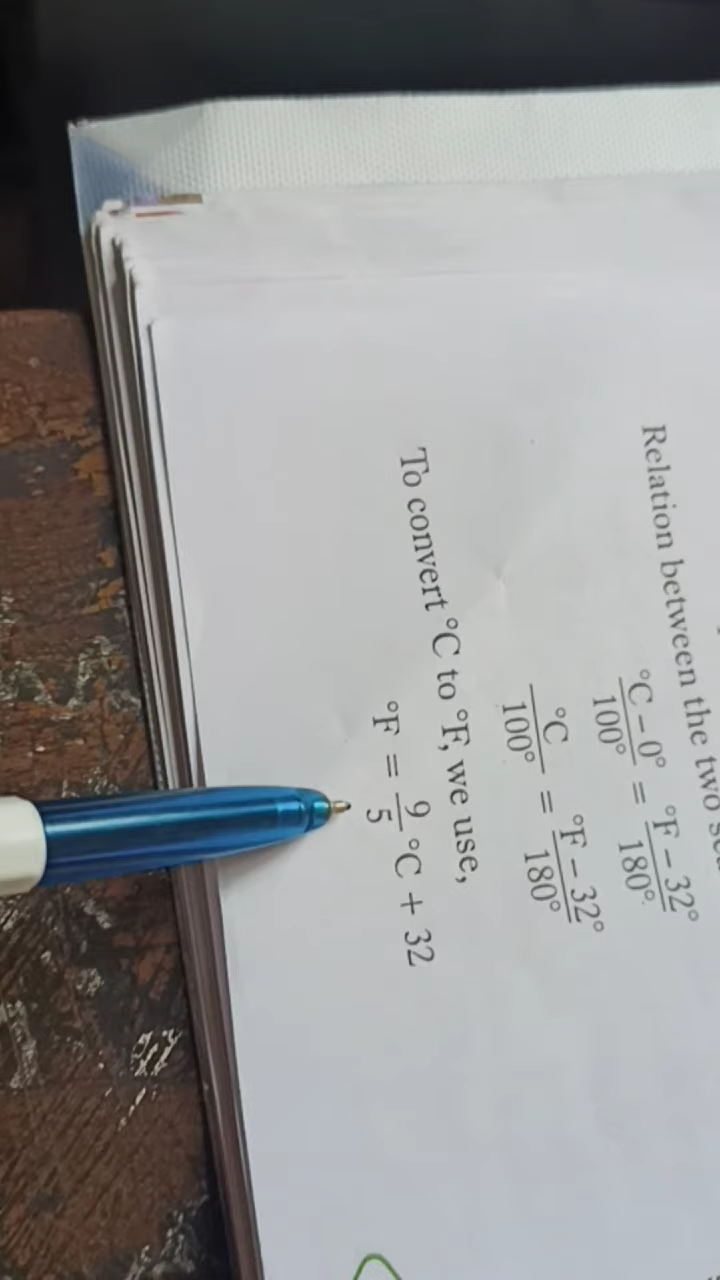 Relation between the two
°C – 0° / 100° = °F – 32° / 180°
°C / 100° = °F – 32° / 180°
To convert °C to °F, we use,
°F = 9/5 °C + 32